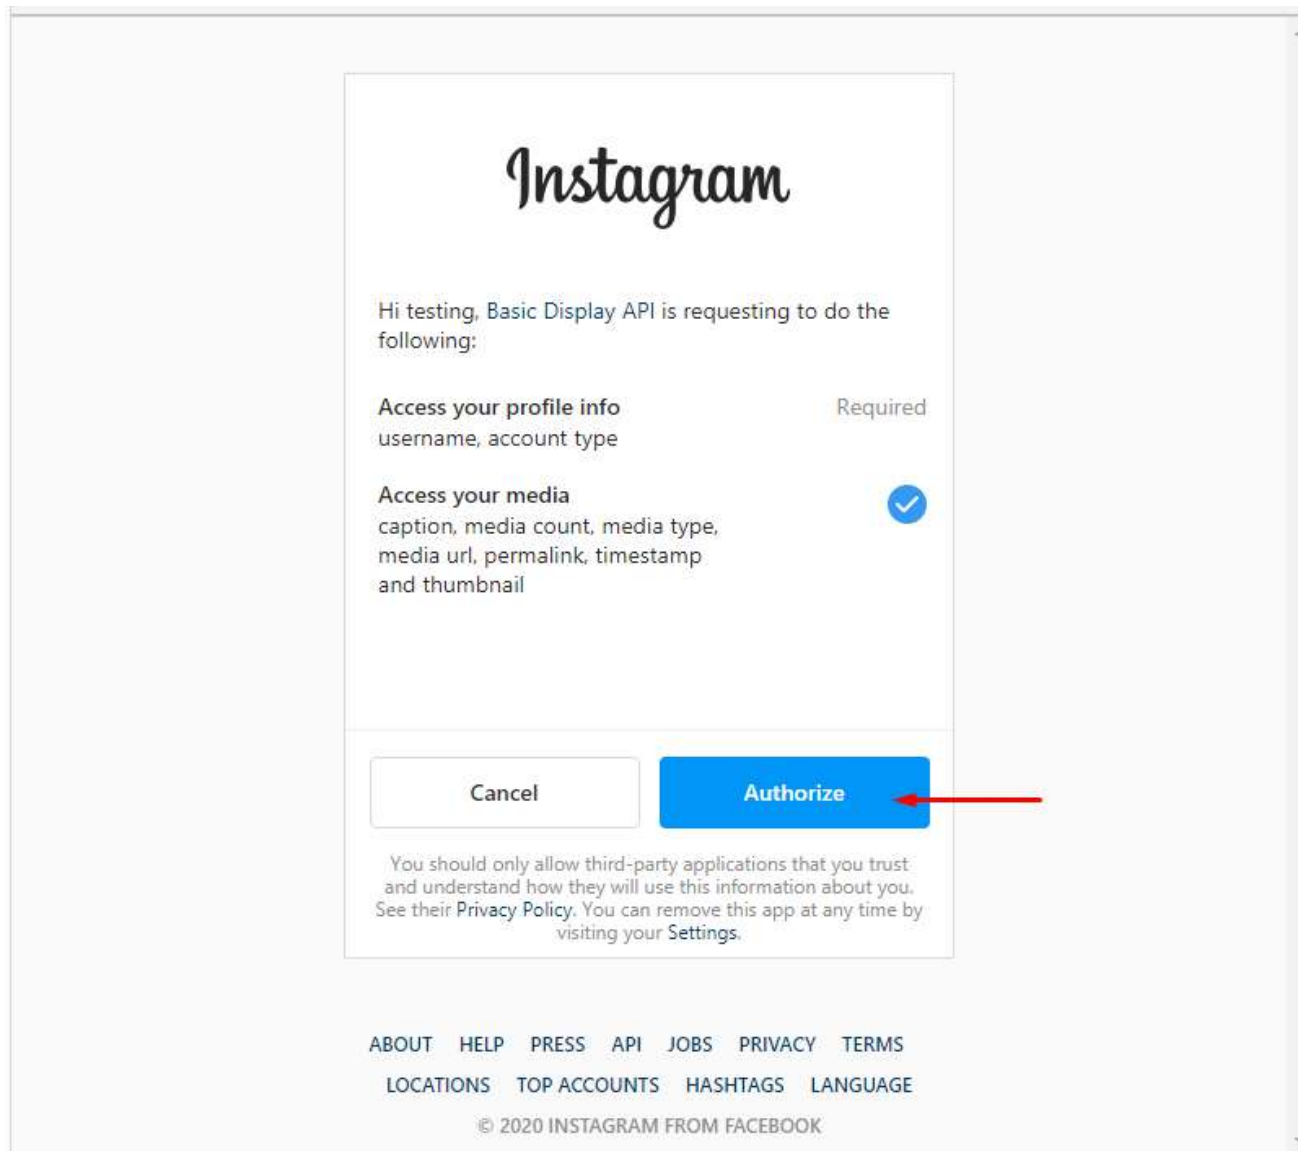 Instagram
Hi testing, Basic Display API is requesting to do the
following:
Access your profile info
Required
username, account type
Access your media
caption, media count, media type,
media url, permalink, timestamp
and thumbnail
Cancel
Authorize
You should only allow third-party applications that you trust
and understand how they will use this information about you.
See their Privacy Policy. You can remove this app at any time by
visiting your Settings.
ABOUT HELP PRESS API JOBS PRIVACY TERMS
LOCATIONS TOP ACCOUNTS HASHTAGS LANGUAGE
© 2020 INSTAGRAM FROM FACEBOOK